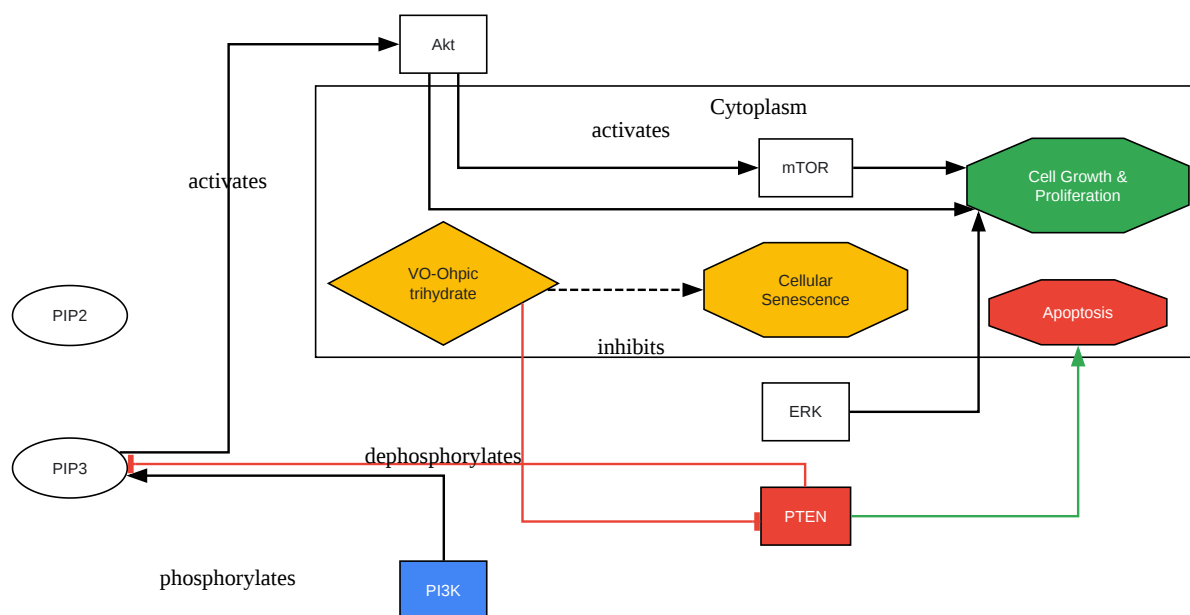 Akt
Cytoplasm
activates
mTOR
Cell Growth &
Proliferation
activates
VO-Ohpic
trihydrate
Cellular
Senescence
PIP2
Apoptosis
inhibits
ERK
dephosphorylates
PIP3
PTEN
phosphorylates
PI3K